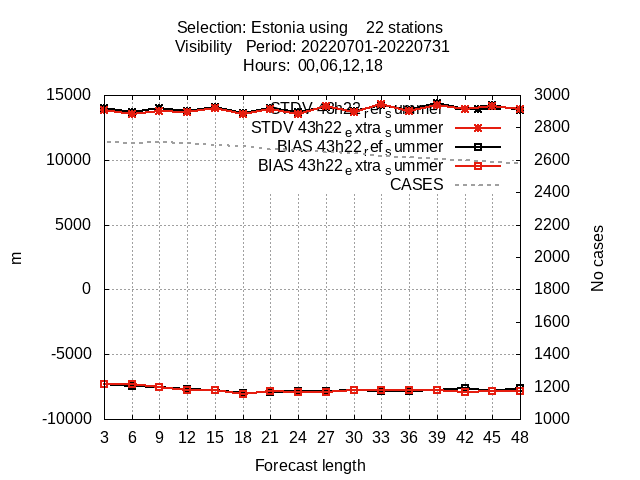 Selection: Estonia using 22 stations
Visibility Period: 20220701-20220731
Hours: 00,06,12,18
15000
10000
5000
0
-5000
-10000
m
STDV 43h22_ref_summer
STDV 43h22_extra_summer
BIAS 43h22_ref_summer
BIAS 43h22_extra_summer
CASES
3000
2800
2600
2400
2200
2000
1800
1600
1400
1200
1000
No cases
3 6 9 12 15 18 21 24 27 30 33 36 39 42 45 48
Forecast length